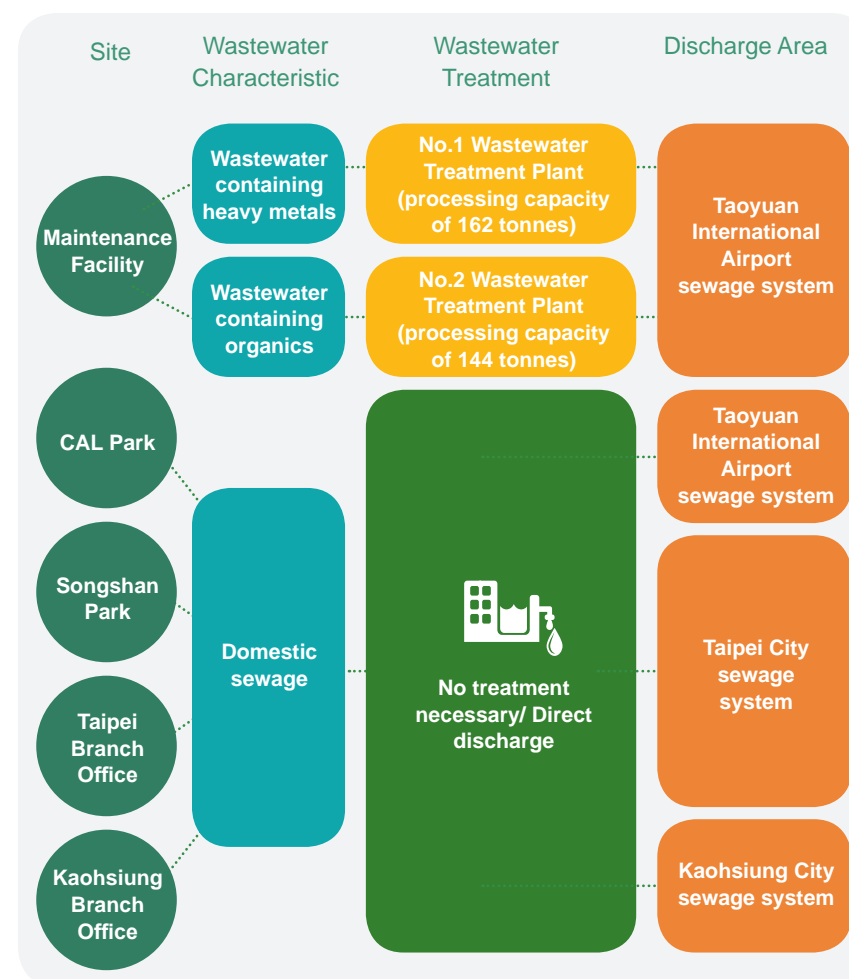 Site
Wastewater
Characteristic
Wastewater
Treatment
Discharge Area
Maintenance
Facility
Wastewater
containing
heavy metals
No.1 Wastewater
Treatment Plant
(processing capacity
of 162 tonnes)
Taoyuan
International
Airport
sewage system
Wastewater
containing
organics
No.2 Wastewater
Treatment Plant
(processing capacity
of 144 tonnes)
CAL Park
Songshan
Park
Taipei
Branch
Office
Kaohsiung
Branch
Office
Domestic
sewage
No treatment
necessary/ Direct
discharge
Taoyuan
International
Airport
sewage system
Taipei City
sewage
system
Kaohsiung City
sewage system